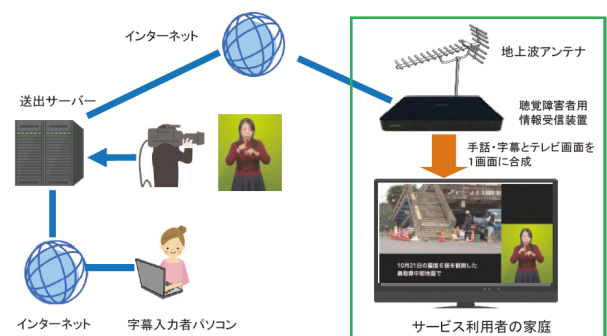 インターネット
地上波アンテナ
送出サーバー
聴覚障害者用
情報受信装置
手話・字幕とテレビ画面を
1画面に合成
10月21日の震度6弱を観測した
鳥取県中部地震で
インターネット
字幕入力者パソコン
サービス利用者の家庭